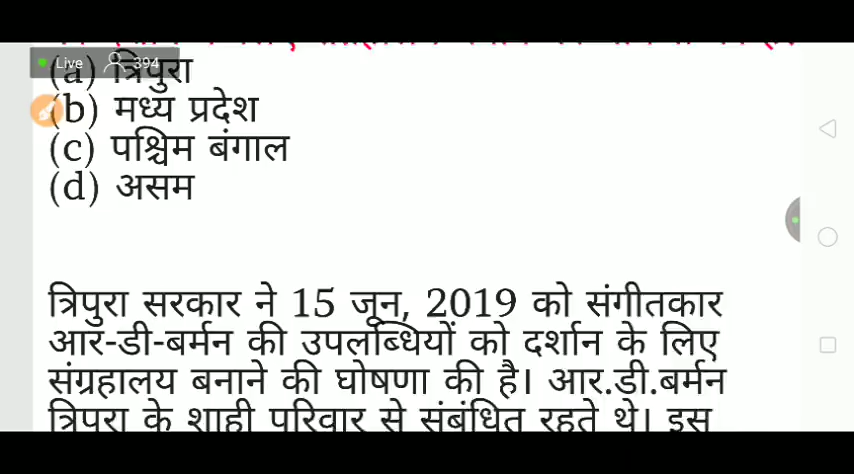 Live 394
(a) त्रिपुरा
(b) मध्य प्रदेश
(c) पश्चिम बंगाल
(d) असम
त्रिपुरा सरकार ने 15 जून, 2019 को संगीतकार
आर-डी-बर्मन की उपलब्धियों को दर्शान के लिए
संग्रहालय बनाने की घोषणा की है। आर.डी.बर्मन
त्रिपुरा के शाही परिवार से संबंधित रहते थे। इस